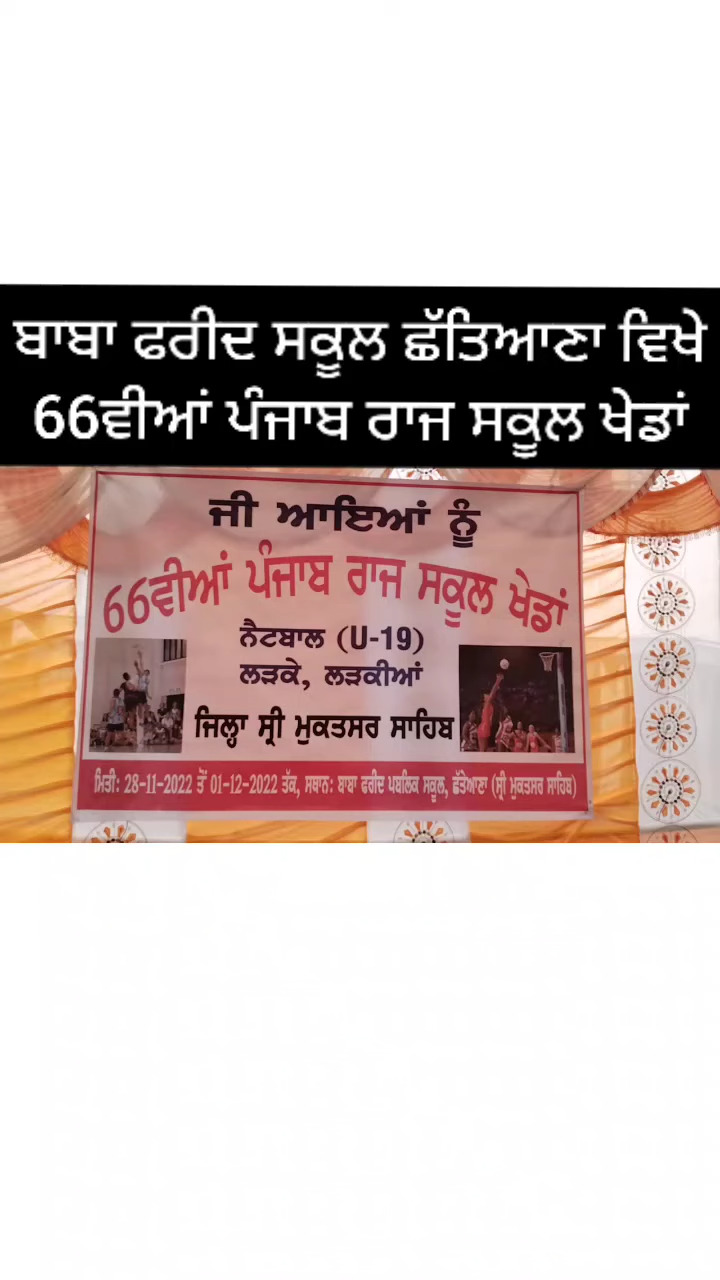 ਬਾਬਾ ਫਰੀਦ ਸਕੂਲ ਛੱਤਿਆਣਾ ਵਿਖੇ
66ਵੀਆਂ ਪੰਜਾਬ ਰਾਜ ਸਕੂਲ ਖੇਡਾਂ
ਜੀ ਆਇਆਂ ਨੂੰ
66ਵੀਆਂ ਪੰਜਾਬ ਰਾਜ ਸਕੂਲ ਖੇਡਾਂ
ਨੈਟਬਾਲ (U-19)
ਲੜਕੇ, ਲੜਕੀਆਂ
ਜਿਲ੍ਹਾ ਸ੍ਰੀ ਮੁਕਤਸਰ ਸਾਹਿਬ
ਮਿਤੀ: 28-11-2022 ਤੋਂ 01-12-2022 ਤੱਕ, ਸਥਾਨ: ਬਾਬਾ ਫਰੀਦ ਪਬਲਿਕ ਸਕੂਲ, ਛੱਤੇਆਣਾ (ਸ੍ਰੀ ਮੁਕਤਸਰ ਸਾਹਿਬ)